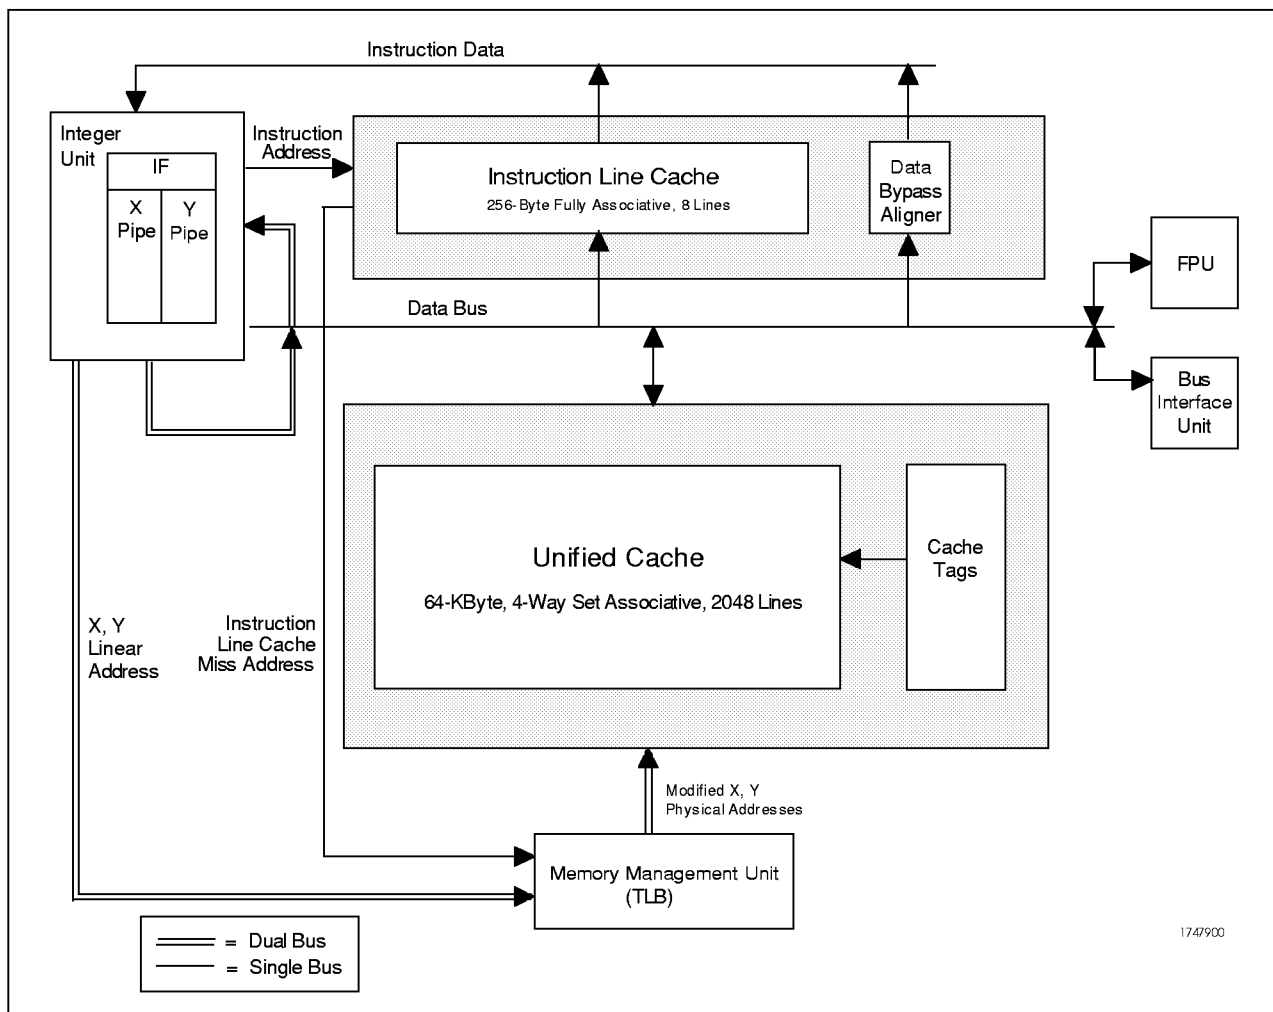 Instruction Data
Integer
Unit
IF
X
Pipe
Y
Pipe
Instruction
Address
Instruction Line Cache
256-Byte Fully Associative, 8 Lines
Data
Bypass
Aligner
FPU
Data Bus
Bus
Interface
Unit
Unified Cache
64-KByte, 4-Way Set Associative, 2048 Lines
Cache
Tags
X, Y
Linear
Address
Instruction
Line Cache
Miss Address
Modified X, Y
Physical Addresses
Memory Management Unit
(TLB)
= Dual Bus
= Single Bus
1747900